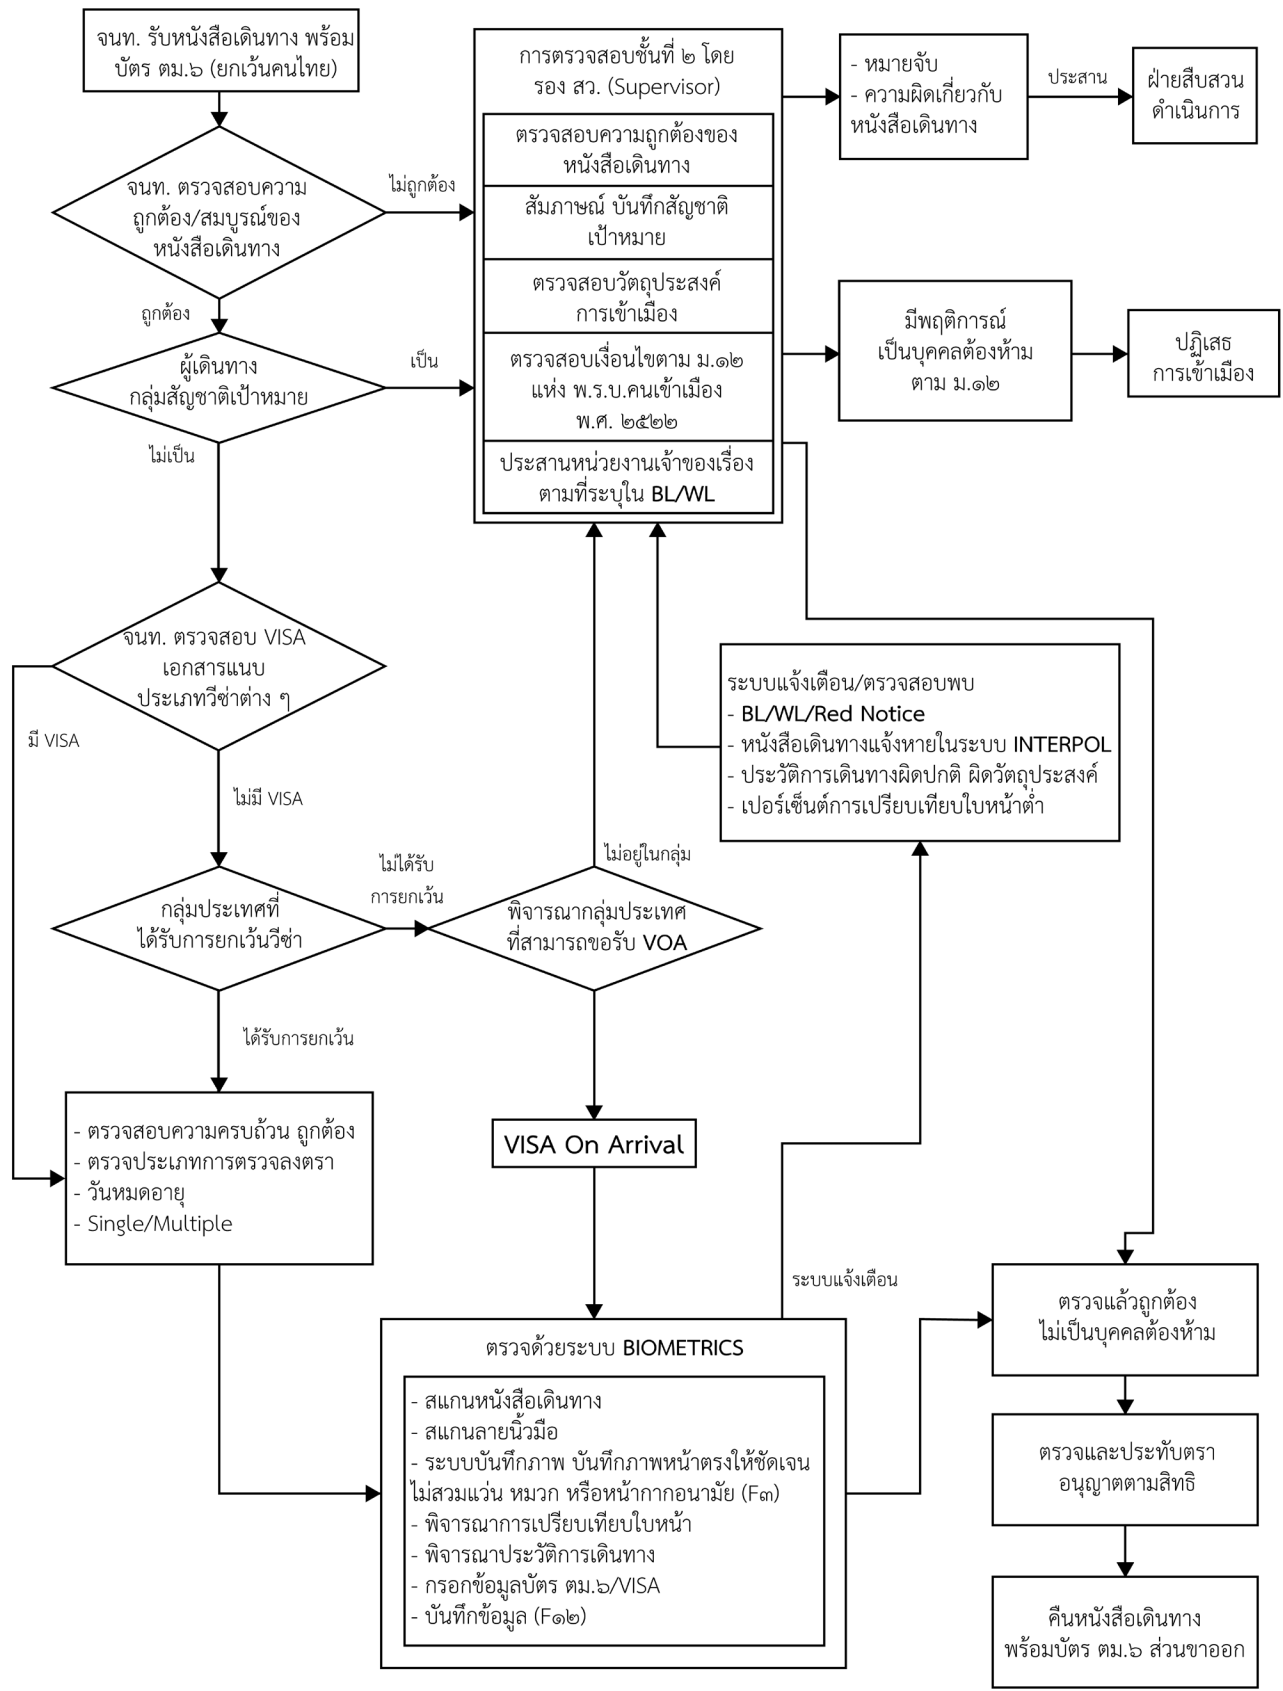 จนท. รับหนังสือเดินทาง พร้อม
บัตร ตม.๖ (ยกเว้นคนไทย)
จนท. ตรวจสอบความ
ถูกต้อง/สมบูรณ์ของ
หนังสือเดินทาง
ไม่ถูกต้อง
ถูกต้อง
ผู้เดินทาง
กลุ่มสัญชาติเป้าหมาย
เป็น
ไม่เป็น
การตรวจสอบชั้นที่ ๒ โดย
รอง สว. (Supervisor)
ตรวจสอบความถูกต้องของ
หนังสือเดินทาง
สัมภาษณ์ บันทึกสัญชาติ
เป้าหมาย
ตรวจสอบวัตถุประสงค์
การเข้าเมือง
ตรวจสอบเงื่อนไขตาม ม.๑๒
แห่ง พ.ร.บ.คนเข้าเมือง
พ.ศ. ๒๕๒๒
ประสานหน่วยงานเจ้าของเรื่อง
ตามที่ระบุใน BL/WL
- หมายจับ
- ความผิดเกี่ยวกับ
หนังสือเดินทาง
ประสาน
ฝ่ายสืบสวน
ดำเนินการ
มีพฤติการณ์
เป็นบุคคลต้องห้าม
ตาม ม.๑๒
ปฏิเสธ
การเข้าเมือง
จนท. ตรวจสอบ VISA
เอกสารแนบ
ประเภทวีซ่าต่าง ๆ
มี VISA
ไม่มี VISA
ระบบแจ้งเตือน/ตรวจสอบพบ
- BL/WL/Red Notice
- หนังสือเดินทางแจ้งหายในระบบ INTERPOL
- ประวัติการเดินทางผิดปกติ ผิดวัตถุประสงค์
- เปอร์เซ็นต์การเปรียบเทียบใบหน้าต่ำ
กลุ่มประเทศที่
ได้รับการยกเว้นวีซ่า
ไม่ได้รับ
การยกเว้น
ไม่อยู่ในกลุ่ม
พิจารณากลุ่มประเทศ
ที่สามารถขอรับ VOA
ได้รับการยกเว้น
- ตรวจสอบความครบถ้วน ถูกต้อง
- ตรวจประเภทการตรวจลงตรา
- วันหมดอายุ
- Single/Multiple
VISA On Arrival
ระบบแจ้งเตือน
ตรวจด้วยระบบ BIOMETRICS
- สแกนหนังสือเดินทาง
- สแกนลายนิ้วมือ
- ระบบบันทึกภาพ บันทึกภาพหน้าตรงให้ชัดเจน
ไม่สวมแว่น หมวก หรือหน้ากากอนามัย (F๓)
- พิจารณาการเปรียบเทียบใบหน้า
- พิจารณาประวัติการเดินทาง
- กรอกข้อมูลบัตร ตม.๖/VISA
- บันทึกข้อมูล (F๑๒)
ตรวจแล้วถูกต้อง
ไม่เป็นบุคคลต้องห้าม
ตรวจและประทับตรา
อนุญาตตามสิทธิ
คืนหนังสือเดินทาง
พร้อมบัตร ตม.๖ ส่วนขาออก